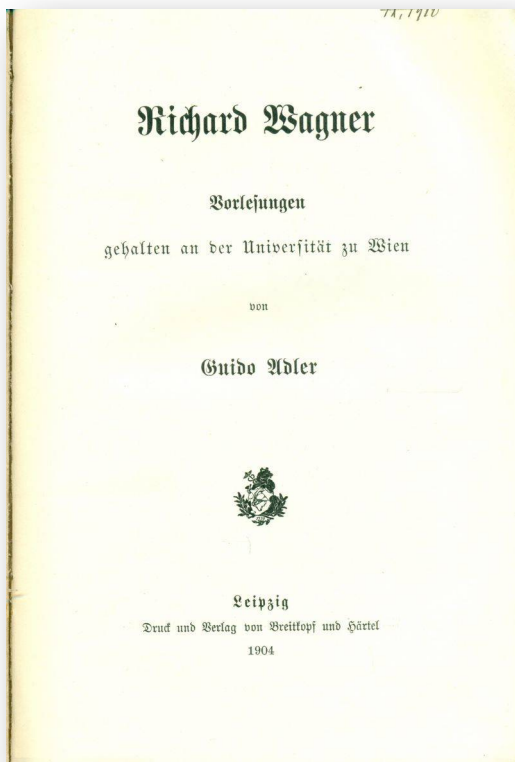 Richard Wagner
Vorlesungen
gehalten an der Universität zu Wien
von
Guido Adler
Leipzig
Druck und Verlag von Breitkopf und Härtel
1904